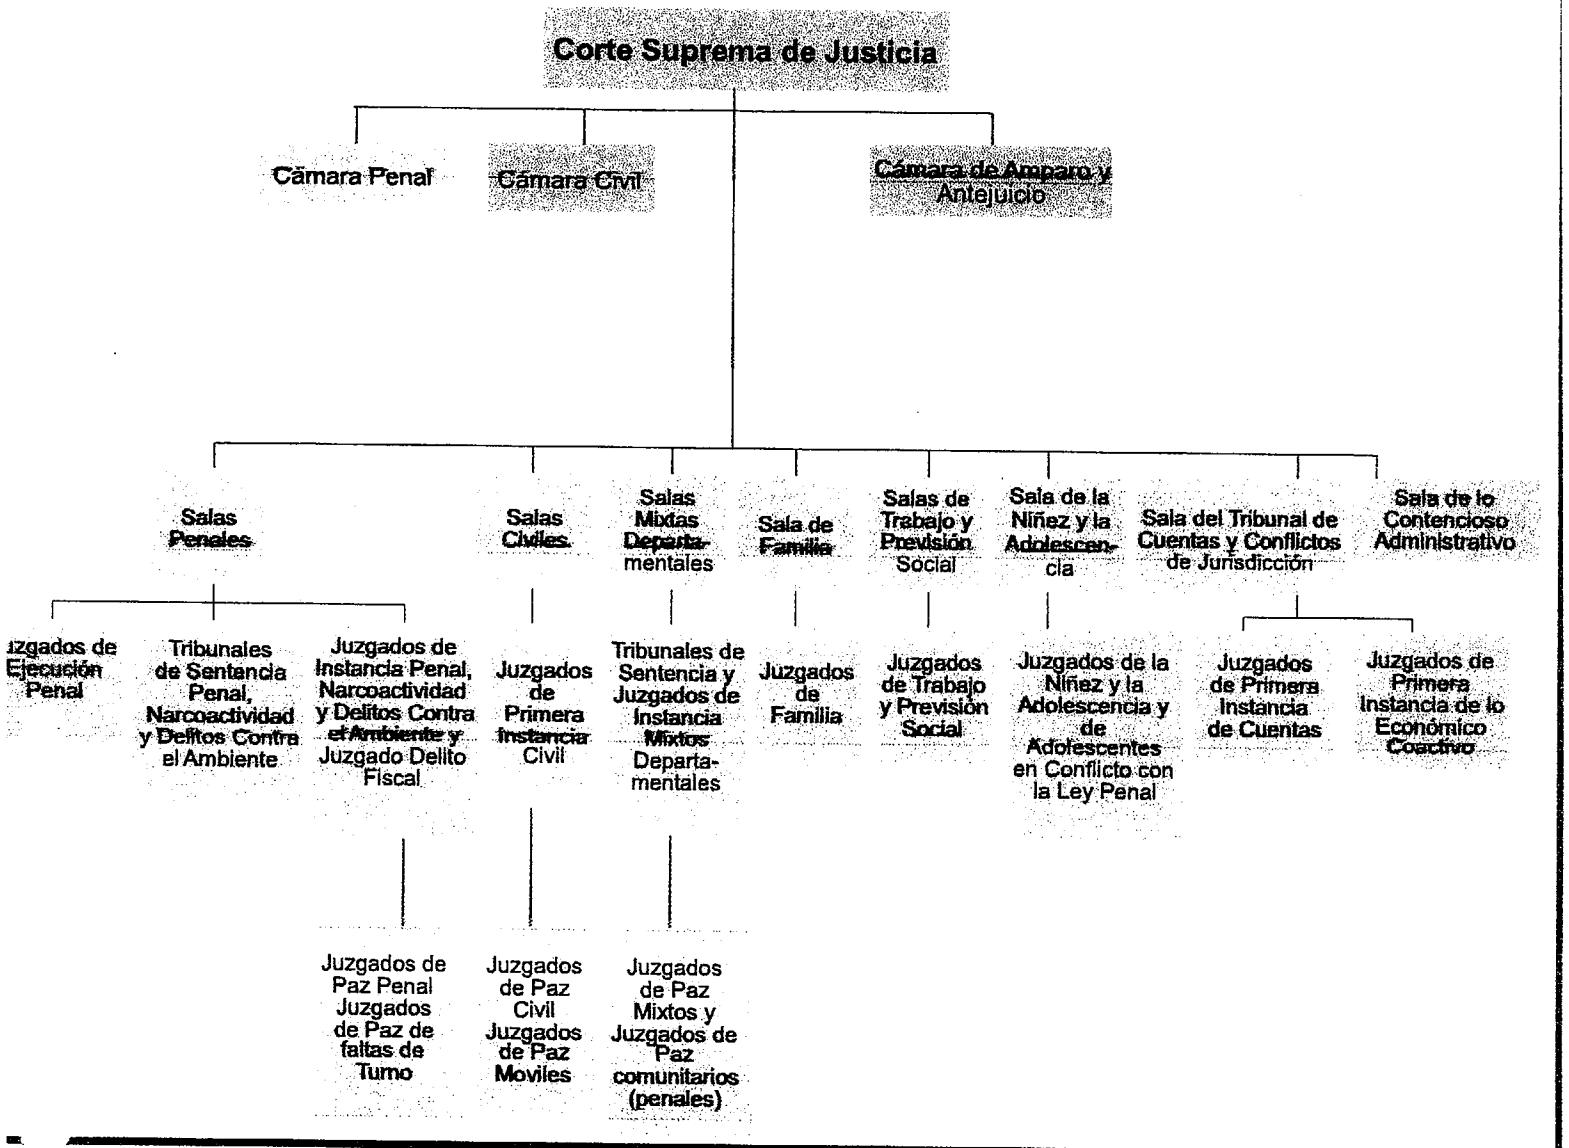 Corte Suprema de Justicia
Cámara Penal
Cámara Civil
Cámara de Amparo y
Antejuicio
Salas
Penales
Salas
Civiles
Salas
Mixtas
Departa-
mentales
Sala de
Familia
Salas de
Trabajo y
Previsión
Social
Sala de la
Niñez y la
Adolescen-
cia
Sala del Tribunal de
Cuentas y Conflictos
de Jurisdicción
Sala de lo
Contencioso
Administrativo
izgados de
Ejecución
Penal
Tribunales
de Sentencia
Penal,
Narcoactividad
y Delitos Contra
el Ambiente
Juzgados de
Instancia Penal,
Narcoactividad
y Delitos Contra
el Ambiente y
Juzgado Delito
Fiscal
Juzgados
de
Primera
Instancia
Civil
Tribunales de
Sentencia y
Juzgados de
Instancia
Mixtos
Departa-
mentales
Juzgados
de
Familia
Juzgados
de Trabajo
y Previsión
Social
Juzgados de la
Niñez y la
Adolescencia y
de
Adolescentes
en Conflicto con
la Ley Penal
Juzgados
de Primera
Instancia
de Cuentas
Juzgados de
Primera
Instancia de lo
Económico
Coactivo
Juzgados de
Paz Penal
Juzgados
de Paz de
faltas de
Turno
Juzgados
de Paz
Civil
Juzgados
de Paz
Moviles
Juzgados
de Paz
Mixtos y
Juzgados de
Paz
comunitarios
(penales)